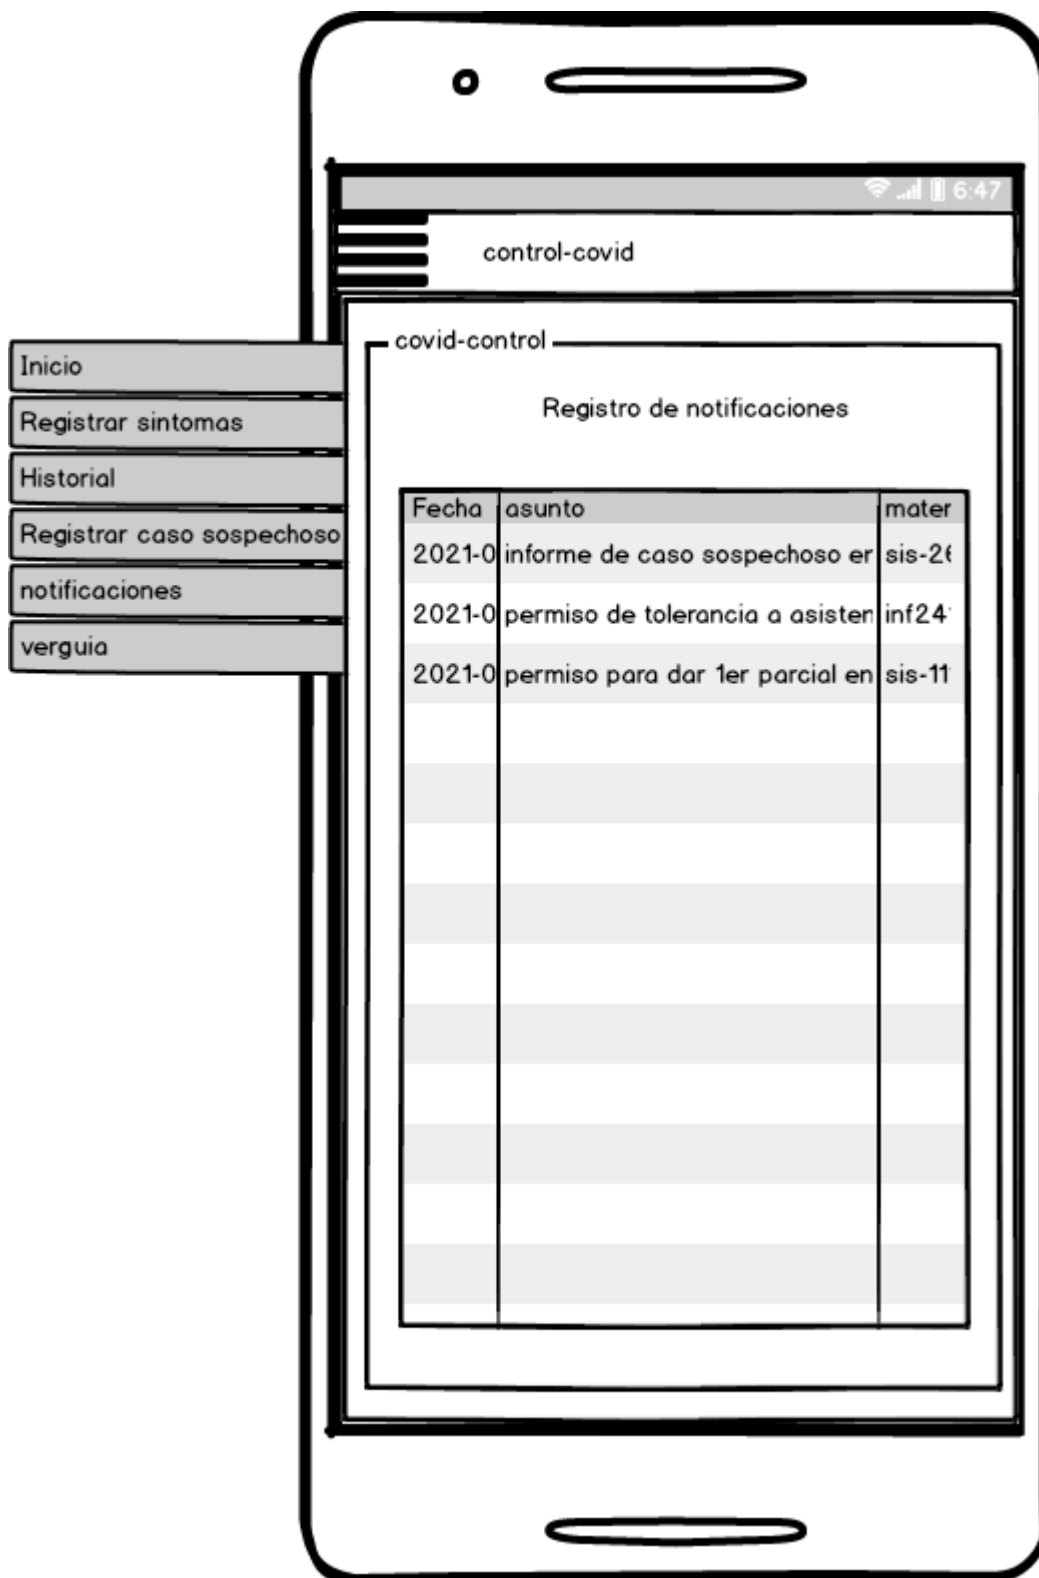 6:47
control-covid
Inicio
Registrar sintomas
Historial
Registrar caso sospechoso
notificaciones
verguia
covid-control
Registro de notificaciones
Fecha asunto mater
2021-0 informe de caso sospechoso er sis-26
2021-0 permiso de tolerancia a asisten inf24
2021-0 permiso para dar 1er parcial en sis-11